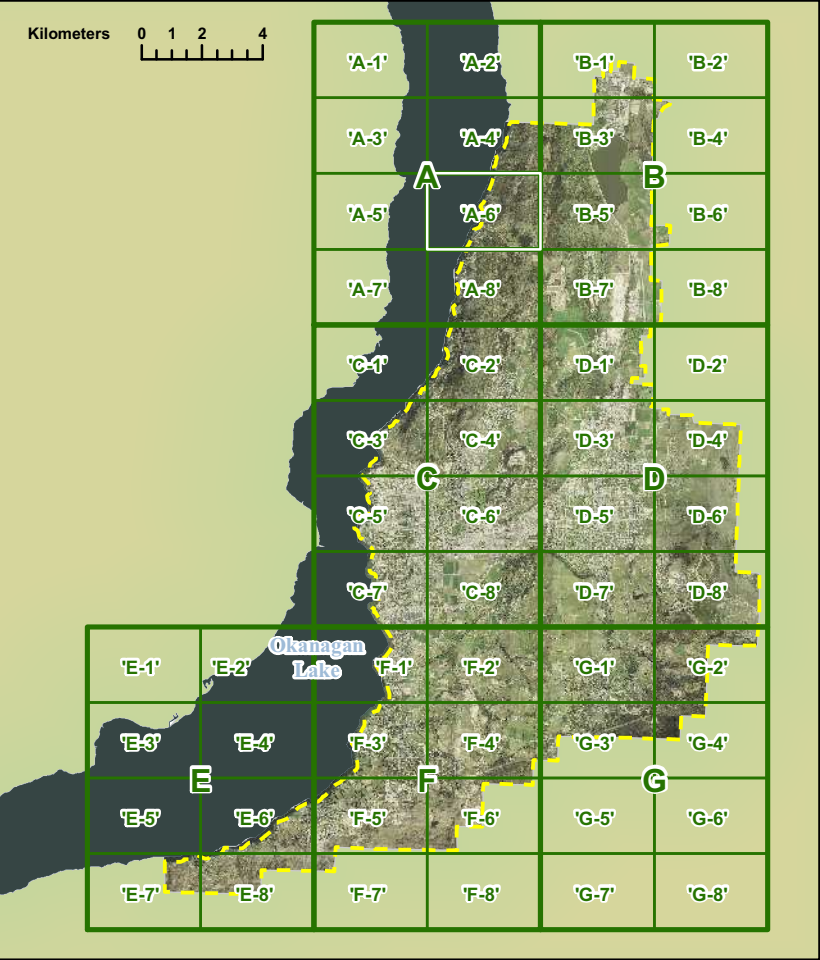 Kilometers
0 1 2 4
'A-1' 'A-2' 'B-1' 'B-2'
'A-3' 'A-4' 'B-3' 'B-4'
A B
'A-5' 'A-6' 'B-5' 'B-6'
'A-7' 'A-8' 'B-7' 'B-8'
'C-1' 'C-2' 'D-1' 'D-2'
'C-3' 'C-4' 'D-3' 'D-4'
C D
'C-5' 'C-6' 'D-5' 'D-6'
'C-7' 'C-8' 'D-7' 'D-8'
Okanagan
Lake
'E-1' 'E-2' 'F-1' 'F-2' 'G-1' 'G-2'
'E-3' 'E-4' 'F-3' 'F-4' 'G-3' 'G-4'
E F G
'E-5' 'E-6' 'F-5' 'F-6' 'G-5' 'G-6'
'E-7' 'E-8' 'F-7' 'F-8' 'G-7' 'G-8'